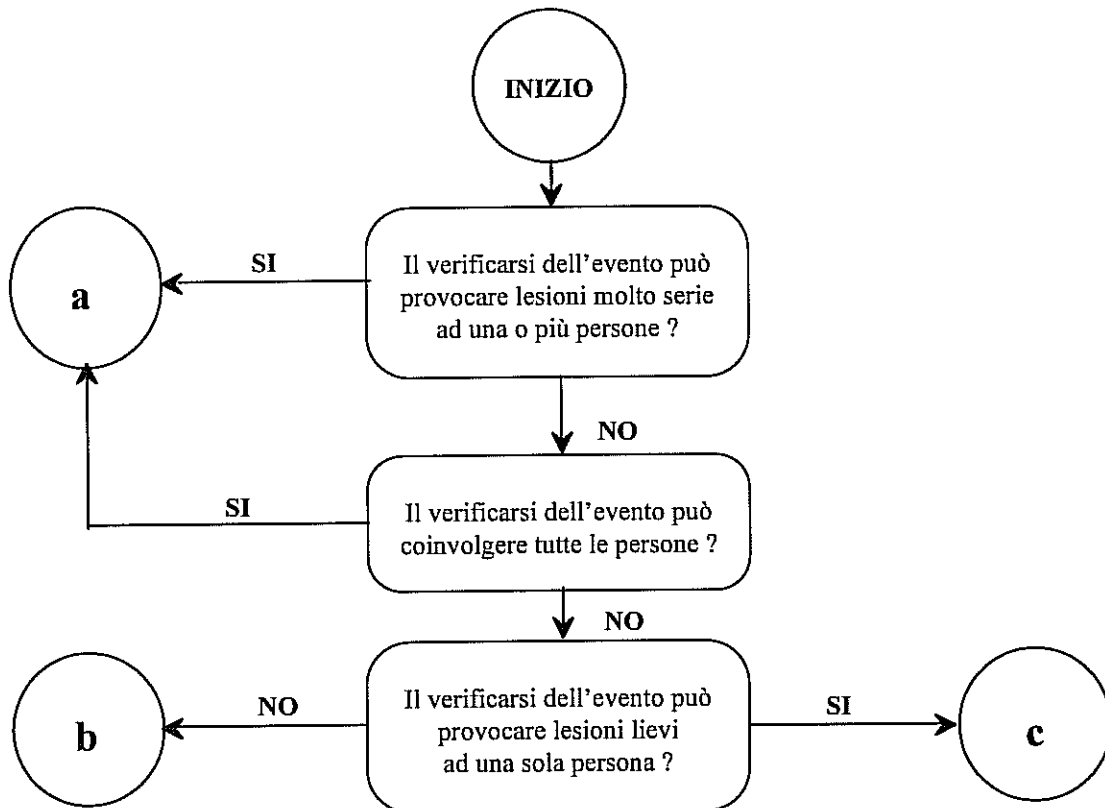 INIZIO
SI
Il verificarsi dell'evento può
provocare lesioni molto serie
ad una o più persone ?
a
NO
SI
Il verificarsi dell'evento può
coinvolgere tutte le persone ?
NO
Il verificarsi dell'evento può
provocare lesioni lievi
ad una sola persona ?
NO
SI
b
c